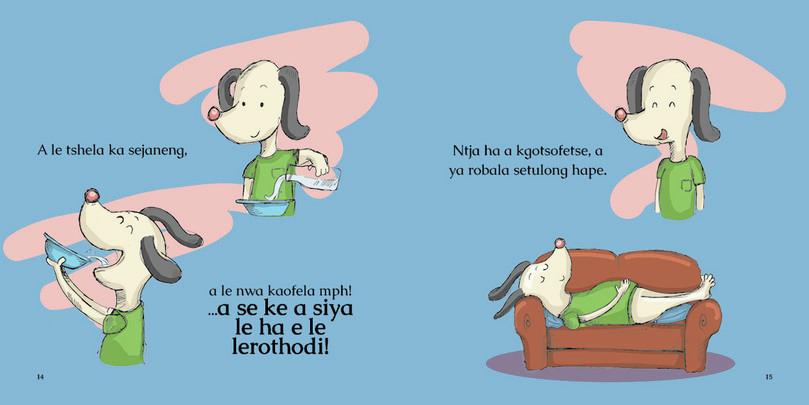 A le tshela ka sejaneng,
a le nwa kaofela mph!
...a se ke a siya
le ha e le
lerothodi!
14
Ntja ha a kgotsofetse, a
ya robala setulong hape.
15